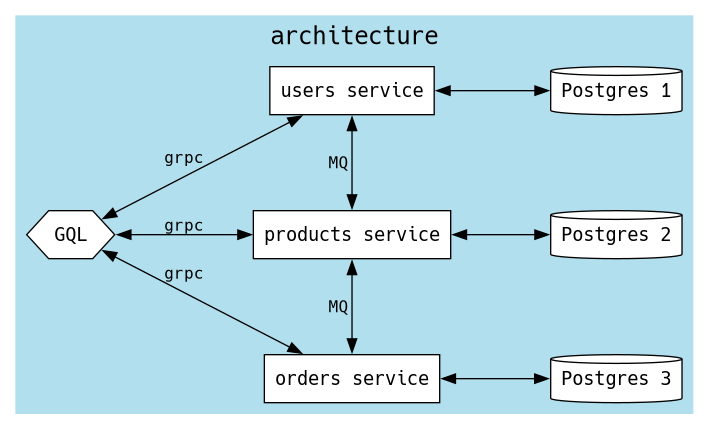 architecture
users service
Postgres 1
grpc
MQ
GQL
grpc
products service
Postgres 2
grpc
MQ
orders service
Postgres 3